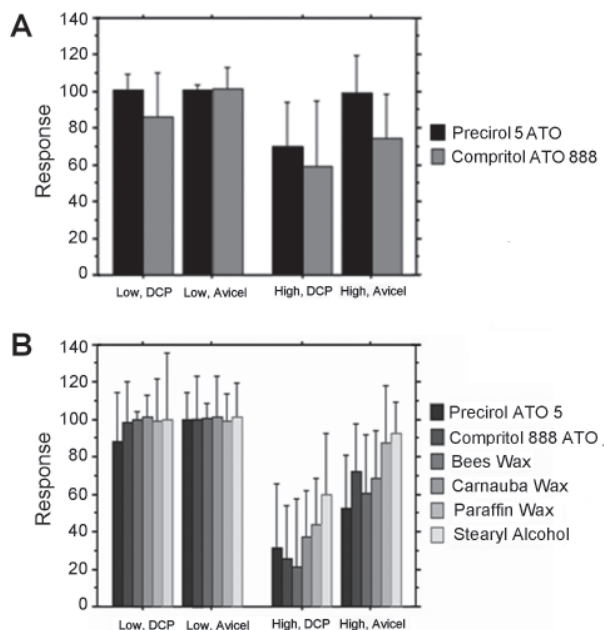 A
140
120
100
80
60
40
20
0
Response
Low, DCP
Low, Avicel
High, DCP
High, Avicel
Precirol 5 ATO
Compritol ATO 888
B
140
120
100
80
60
40
20
0
Response
Low, DCP
Low, Avicel
High, DCP
High, Avicel
Precirol ATO 5
Compritol 888 ATO
Bees Wax
Carnauba Wax
Paraffin Wax
Stearyl Alcohol